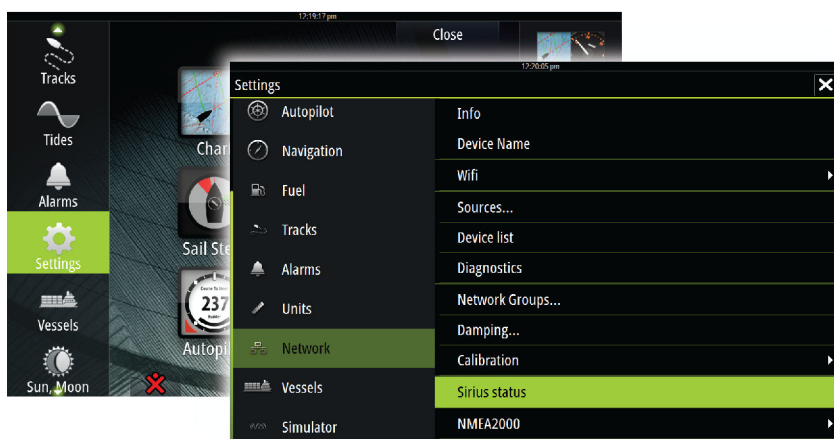 12:19:17 pm
Close
Tracks
Tides
Alarms
Settings
Vessels
Sun, Moon
Char
Sail Ste
237
Autopi
12:20:05 pm
Settings
Autopilot
Navigation
Fuel
Tracks
Alarms
Units
Network
Vessels
Simulator
Info
Device Name
Wifi
Sources...
Device list
Diagnostics
Network Groups...
Damping...
Calibration
Sirius status
NMEA2000